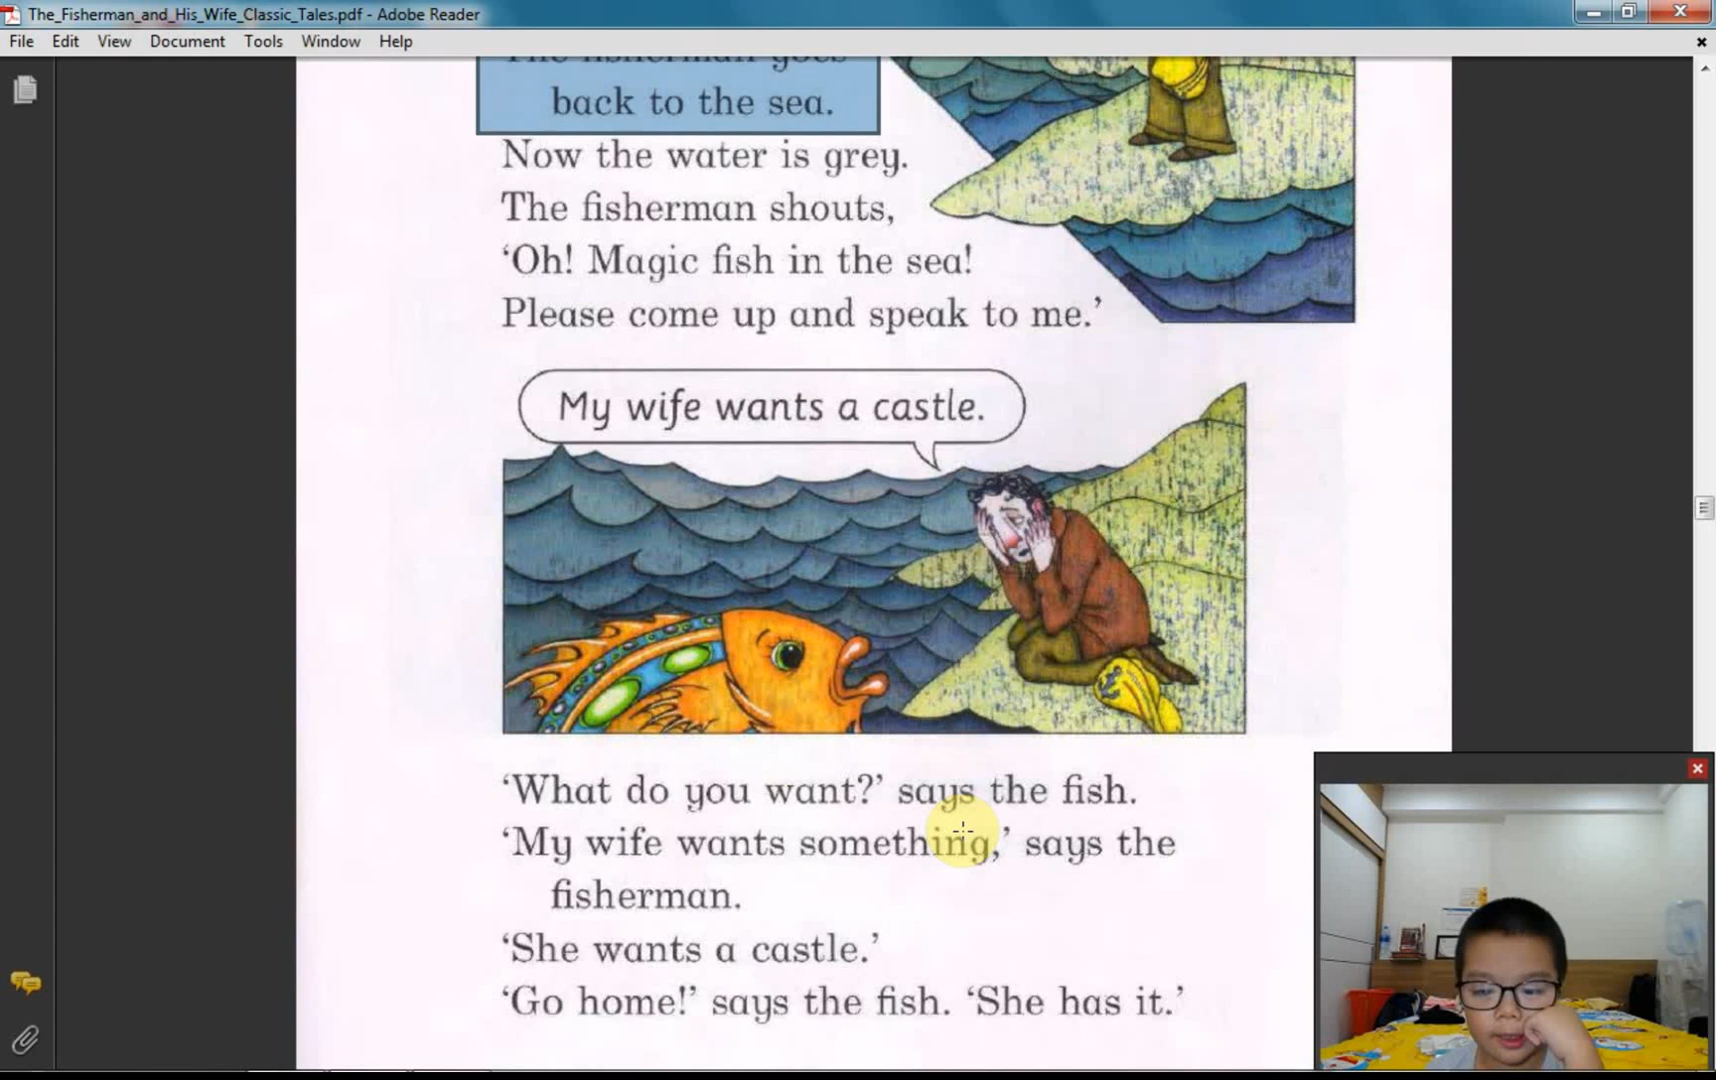 The_Fisherman_and_His_Wife_Classic_Tales.pdf - Adobe Reader
File Edit View Document Tools Window Help
The fisherman goes
back to the sea.
Now the water is grey.
The fisherman shouts,
‘Oh! Magic fish in the sea!
Please come up and speak to me.’
My wife wants a castle.
‘What do you want?’ says the fish.
‘My wife wants something,’ says the
fisherman.
‘She wants a castle.’
‘Go home!’ says the fish. ‘She has it.’